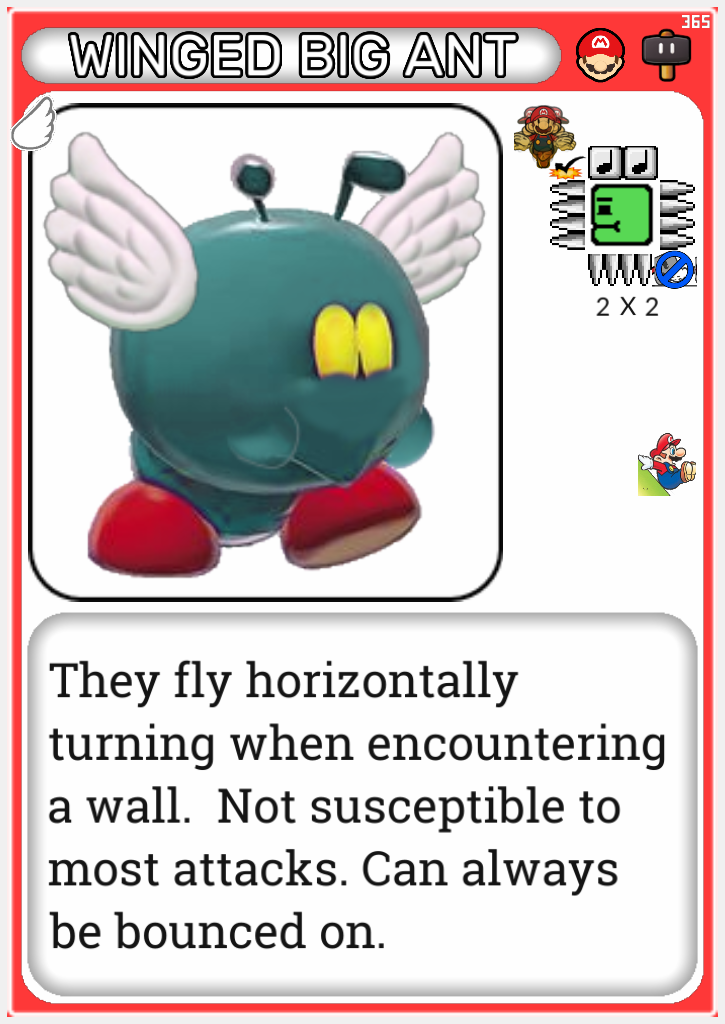 365
WINGED BIG ANT
M
2 X 2
They fly horizontally
turning when encountering
a wall.  Not susceptible to
most attacks. Can always
be bounced on.